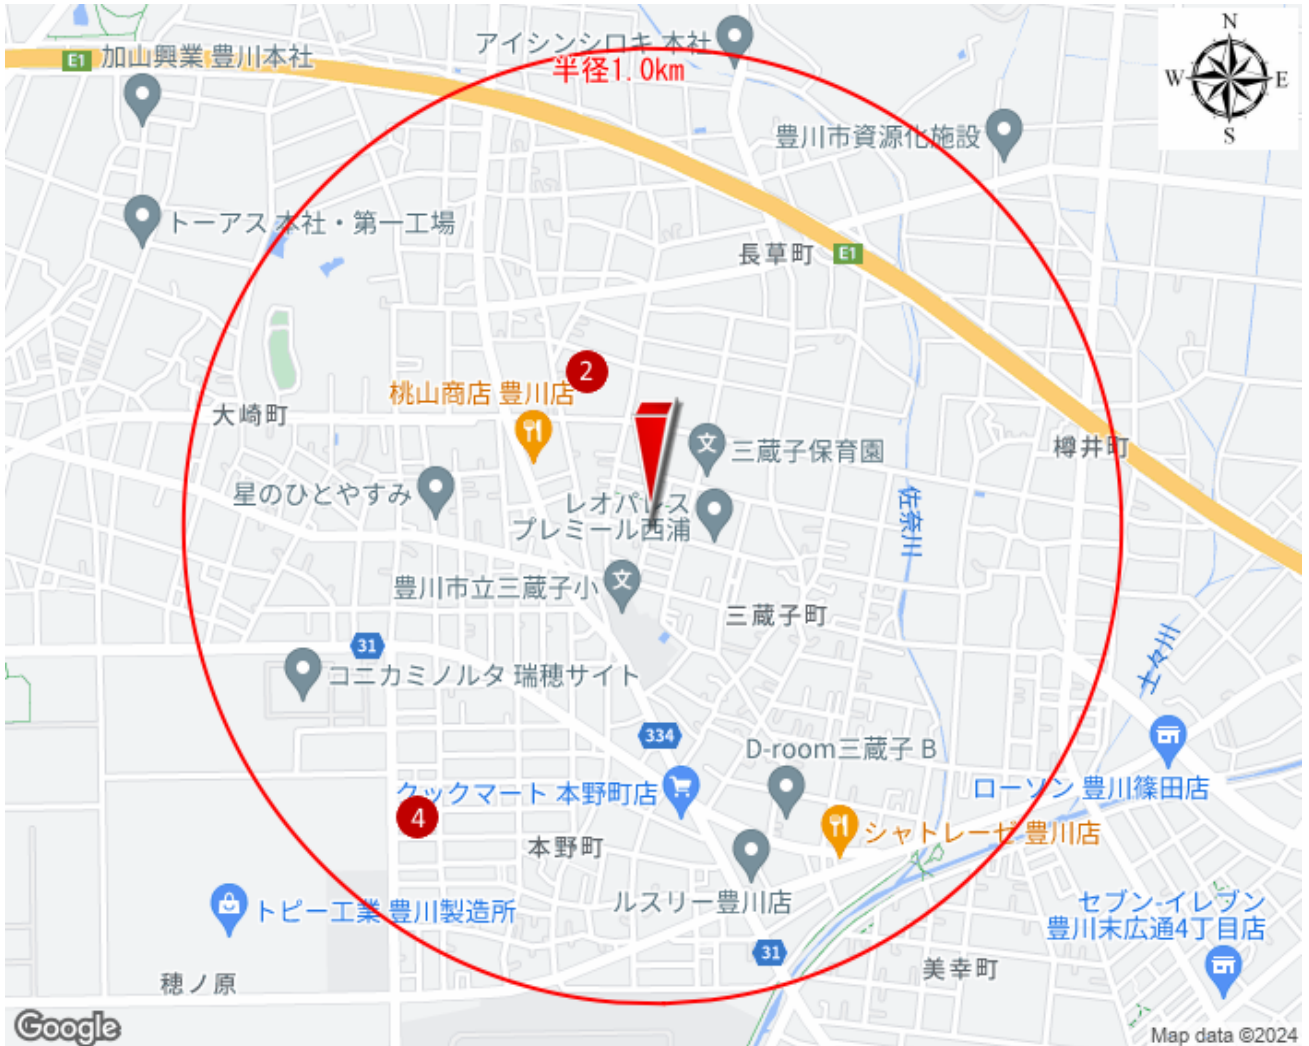 アイシンシロキ 本社
N
E1
加山興業 豊川本社
半径1.0km
W
E
S
豊川市資源化施設
トーアス 本社・第一工場
長草町
E1
2
桃山商店 豊川店
大崎町
三蔵子保育園
樽井町
星のひとやすみ
レオパレス
プレミール西浦
佐奈川
豊川市立三蔵子小
三蔵子町
31
コニカミノルタ 瑞穂サイト
士々川
334
D-room三蔵子 B
クックマート 本野町店
ローソン 豊川篠田店
4
シャトレーゼ 豊川店
本野町
ルスリー豊川店
トピー工業 豊川製造所
セブン-イレブン
豊川末広通4丁目店
31
美幸町
穂ノ原
Google
Map data ©2024